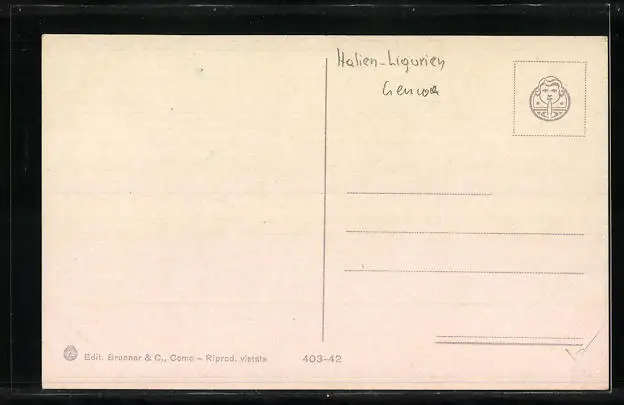 Italien-Ligurien
Genova
Edit. Brunner & C., Como – Riprod. vietata
403-42